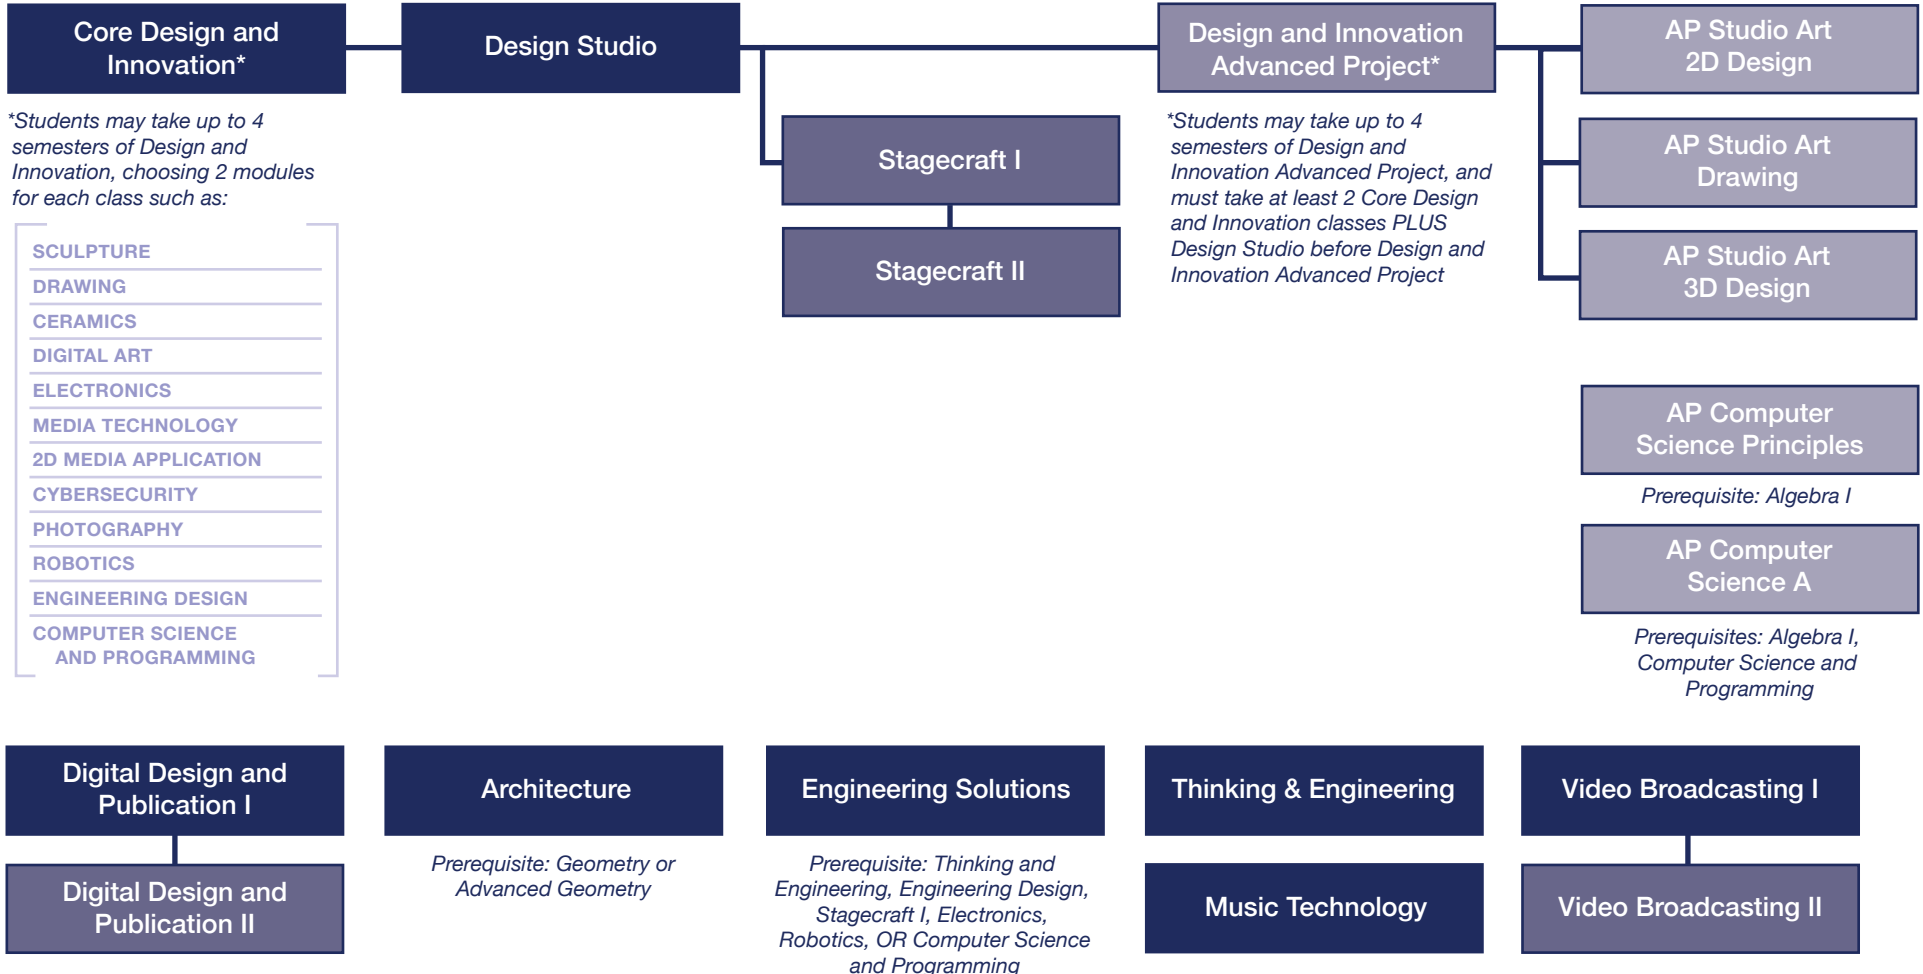 Core Design and
Innovation*
*Students may take up to 4
semesters of Design and
Innovation, choosing 2 modules
for each class such as:
SCULPTURE
DRAWING
CERAMICS
DIGITAL ART
ELECTRONICS
MEDIA TECHNOLOGY
2D MEDIA APPLICATION
CYBERSECURITY
PHOTOGRAPHY
ROBOTICS
ENGINEERING DESIGN
COMPUTER SCIENCE
AND PROGRAMMING
Design Studio
Stagecraft I
Stagecraft II
Design and Innovation
Advanced Project*
*Students may take up to 4
semesters of Design and
Innovation Advanced Project, and
must take at least 2 Core Design
and Innovation classes PLUS
Design Studio before Design and
Innovation Advanced Project
AP Studio Art
2D Design
AP Studio Art
Drawing
AP Studio Art
3D Design
AP Computer
Science Principles
Prerequisite: Algebra I
AP Computer
Science A
Prerequisites: Algebra I,
Computer Science and
Programming
Digital Design and
Publication I
Digital Design and
Publication II
Architecture
Prerequisite: Geometry or
Advanced Geometry
Engineering Solutions
Prerequisite: Thinking and
Engineering, Engineering Design,
Stagecraft I, Electronics,
Robotics, OR Computer Science
and Programming
Thinking & Engineering
Music Technology
Video Broadcasting I
Video Broadcasting II